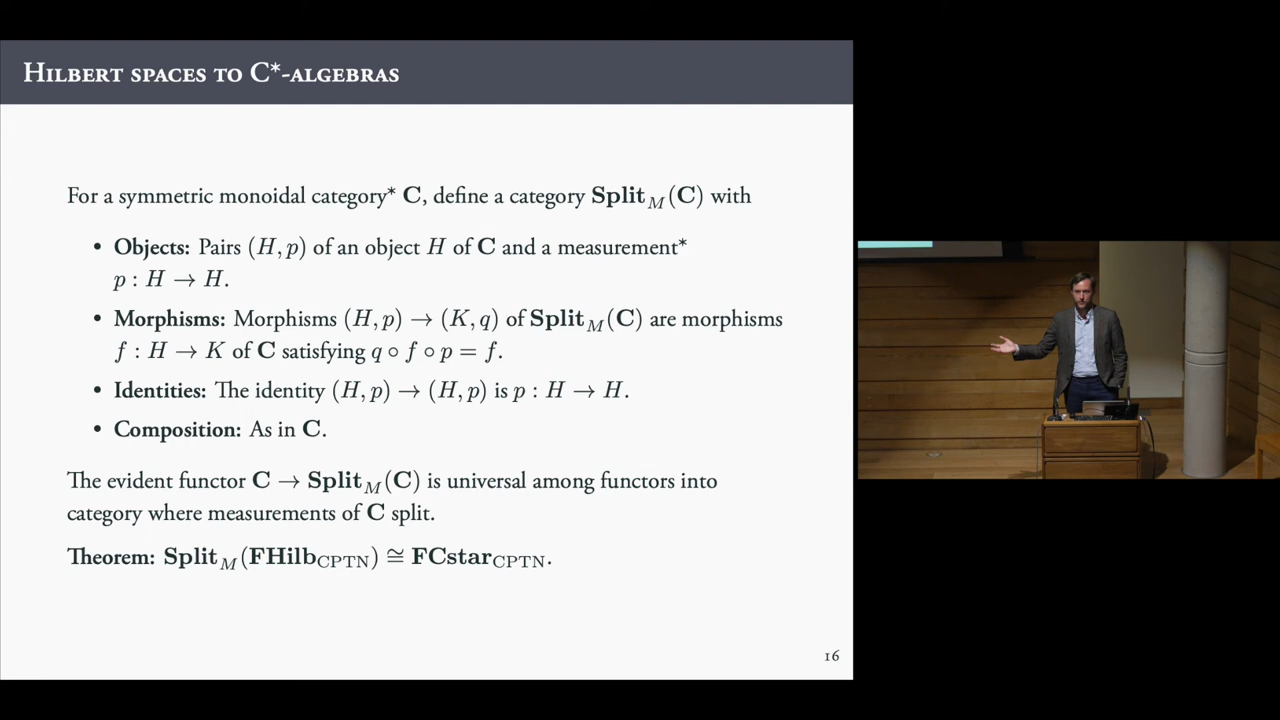 Hilbert spaces to C*-algebras
For a symmetric monoidal category* C, define a category Split_M(C) with
• Objects: Pairs (H, p) of an object H of C and a measurement*
p : H → H.
• Morphisms: Morphisms (H, p) → (K, q) of Split_M(C) are morphisms
f : H → K of C satisfying q ∘ f ∘ p = f.
• Identities: The identity (H, p) → (H, p) is p : H → H.
• Composition: As in C.
The evident functor C → Split_M(C) is universal among functors into
category where measurements of C split.
Theorem: Split_M(FHilb_CPTN) ≅ FCstar_CPTN.
16